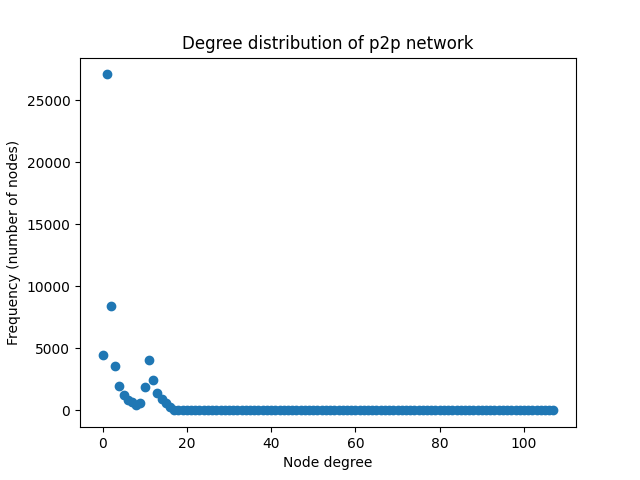 Degree distribution of p2p network
Frequency (number of nodes)
25000
20000
15000
10000
5000
0
0 20 40 60 80 100
Node degree